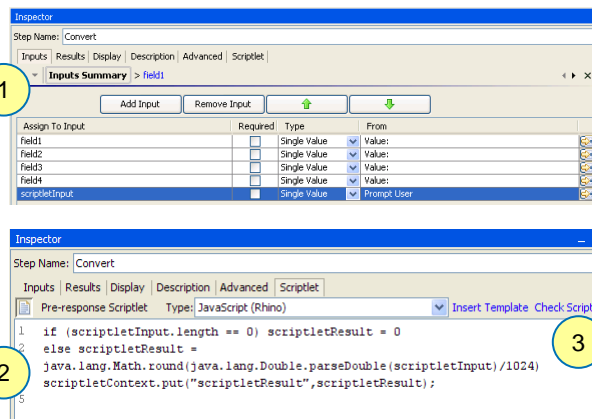 Inspector
Step Name: Convert
Inputs Results Display Description Advanced Scriptlet
1
Inputs Summary > field1
Add Input Remove Input
Assign To Input Required Type From
field1 Single Value Value:
field2 Single Value Value:
field3 Single Value Value:
field4 Single Value Value:
scriptletInput Single Value Prompt User
Inspector
Step Name: Convert
Inputs Results Display Description Advanced Scriptlet
Pre-response Scriptlet Type: JavaScript (Rhino) Insert Template Check Script
1 if (scriptletInput.length == 0) scriptletResult = 0
2 else scriptletResult =
java.lang.Math.round(java.lang.Double.parseDouble(scriptletInput)/1024)
scriptletContext.put("scriptletResult",scriptletResult);
5
2
3